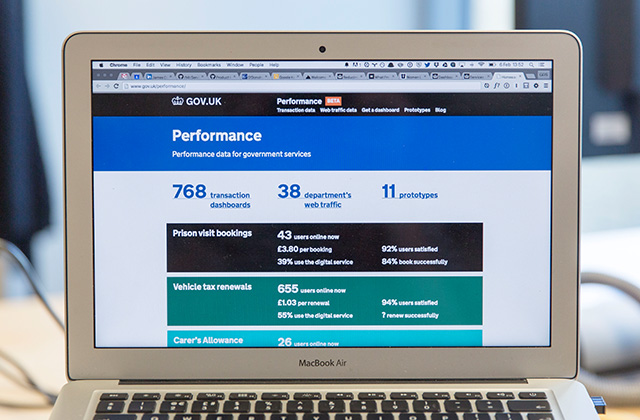 Chrome File Edit View History Bookmarks Window People Help
www.gov.uk/performance/
GOV.UK
Performance BETA
Transaction data Web traffic data Get a dashboard Prototypes Blog
Performance
Performance data for government services
768 transaction dashboards
38 department's web traffic
11 prototypes
Prison visit bookings
43 users online now
£3.80 per booking
92% users satisfied
39% use the digital service
84% book successfully
Vehicle tax renewals
655 users online now
£1.03 per renewal
94% users satisfied
55% use the digital service
? renew successfully
Carer's Allowance
26 users online now
MacBook Air